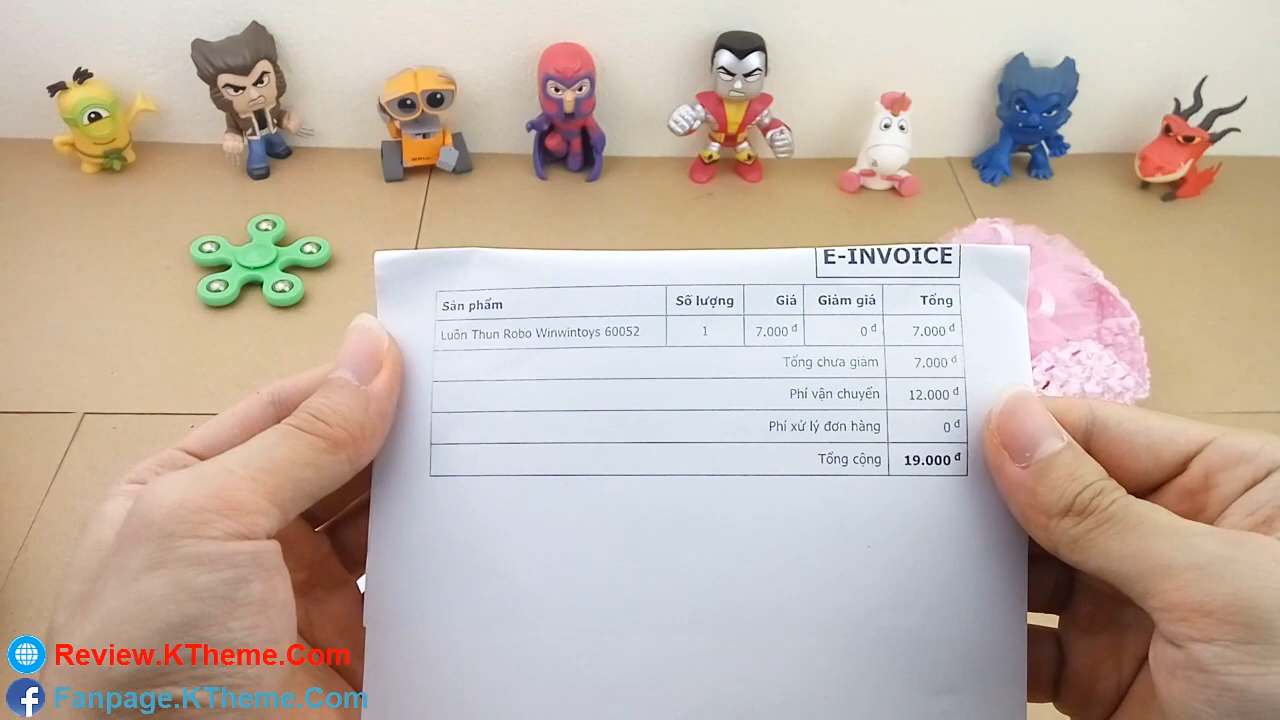 E-INVOICE
Sản phẩm Số lượng Giá Giảm giá Tổng
Luồn Thun Robo Winwintoys 60052 1 7.000 đ 0 đ 7.000 đ
Tổng chưa giảm 7.000 đ
Phí vận chuyển 12.000 đ
Phí xử lý đơn hàng 0 đ
Tổng cộng 19.000 đ
Review.KTheme.Com
Fanpage.KTheme.Com